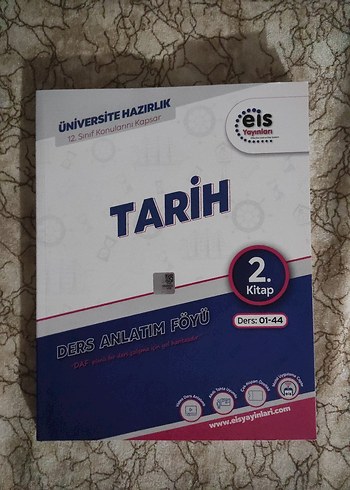 ÜNİVERSİTE HAZIRLIK
12. Sınıf Konularını Kapsar
eis
Yayınları
TARİH
2.
Kitap
Ders: 01-44
DERS ANLATIM FÖYÜ
DAF
www.eisyayinlari.com